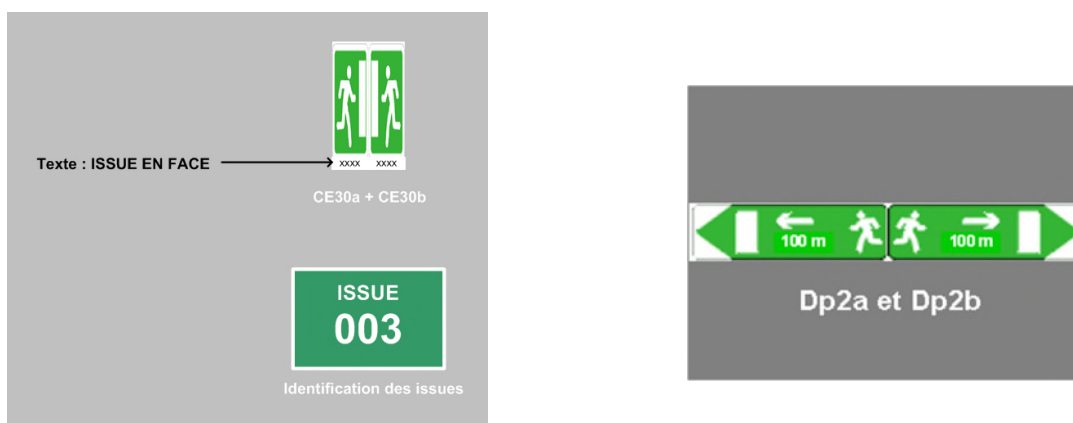 Texte : ISSUE EN FACE
xxxx xxxx
CE30a + CE30b
ISSUE
003
Identification des issues
100 m 100 m
Dp2a et Dp2b